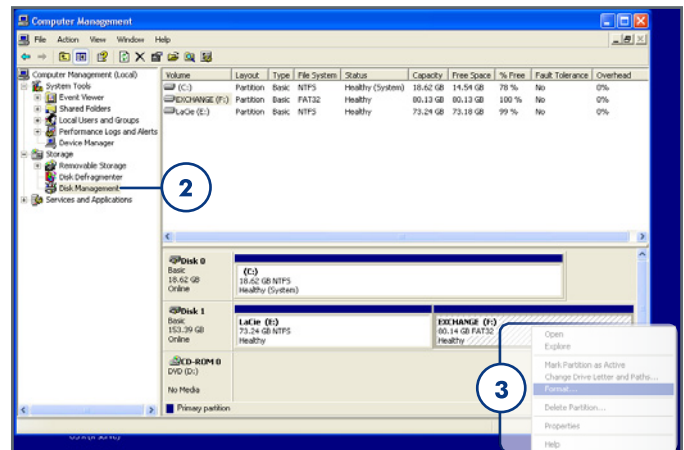 Computer Management
File Action View Window Help
Computer Management (Local)
System Tools
Event Viewer
Shared Folders
Local Users and Groups
Performance Logs and Alerts
Device Manager
Storage
Removable Storage
Disk Defragmenter
Disk Management
Services and Applications
2
Volume Layout Type File System Status Capacity Free Space % Free Fault Tolerance Overhead
(C:) Partition Basic NTFS Healthy (System) 18.62 GB 14.54 GB 78 % No 0%
EXCHANGE (F:) Partition Basic FAT32 Healthy 80.13 GB 80.13 GB 100 % No 0%
LaCie (E:) Partition Basic NTFS Healthy 73.24 GB 73.18 GB 99 % No 0%
Disk 0
Basic
18.62 GB
Online
(C:)
18.62 GB NTFS
Healthy (System)
Disk 1
Basic
153.39 GB
Online
LaCie (E:)
73.24 GB NTFS
Healthy
EXCHANGE (F:)
80.14 GB FAT32
Healthy
CD-ROM 0
DVD (D:)
No Media
Primary partition
3
Open
Explore
Mark Partition as Active
Change Drive Letter and Paths...
Format...
Delete Partition...
Properties
Help